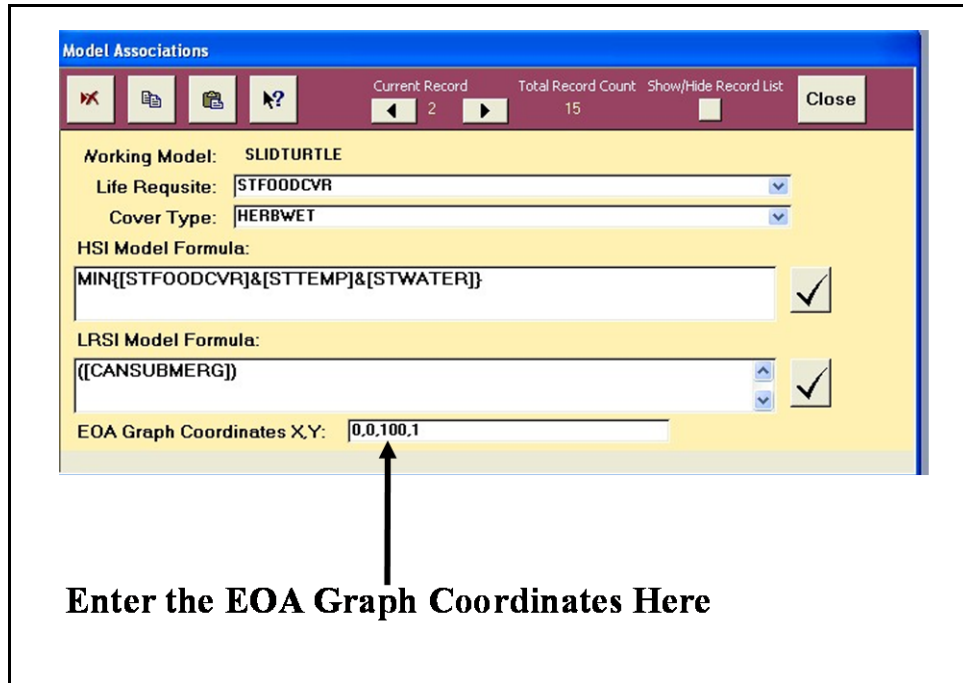 Model Associations
Current Record Total Record Count Show/Hide Record List Close
2 15
Working Model: SLIDTURTLE
Life Requsite: STFOODCVR
Cover Type: HERBWET
HSI Model Formula:
MIN{[STFOODCVR]&[STTEMP]&[STWATER]}
LRSI Model Formula:
([CANSUBMERG])
EOA Graph Coordinates X,Y: 0,0,100,1
Enter the EOA Graph Coordinates Here